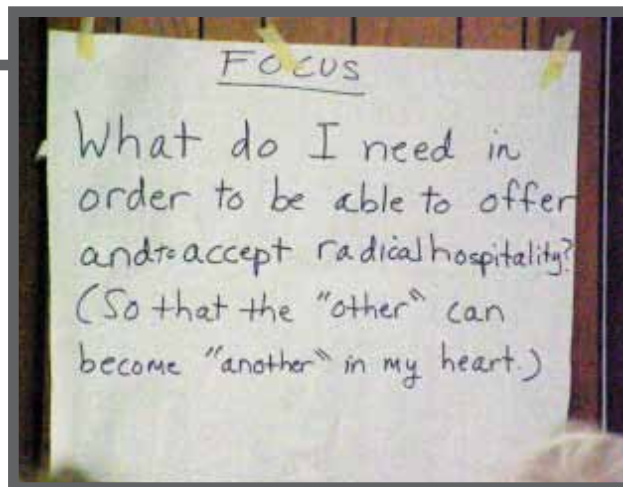 FOCUS
What do I need in
order to be able to offer
and to accept radical hospitality?
(So that the "other" can
become "another" in my heart.)